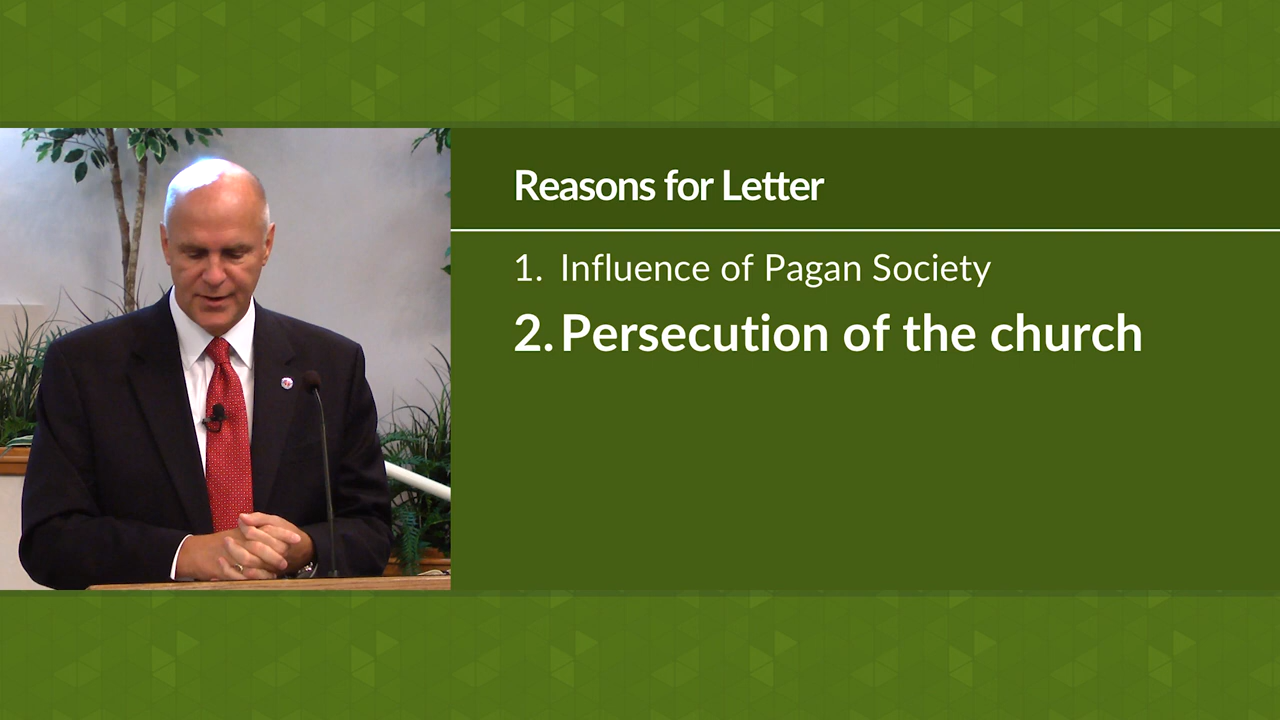 Reasons for Letter
1. Influence of Pagan Society
2. Persecution of the church